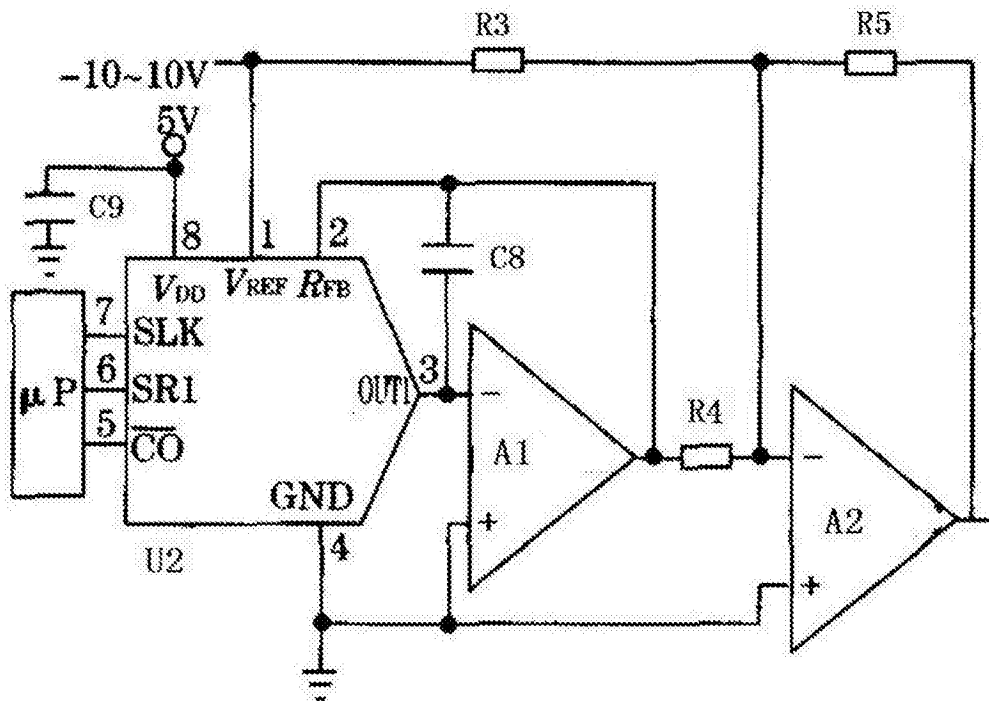 R3
R5
-10~10V
5V
C9
8
1
2
C8
VDD
VREF
RFB
7
SLK
μP
6
SR1
5
CO
OUT1
3
−
A1
+
R4
−
A2
+
GND
4
U2